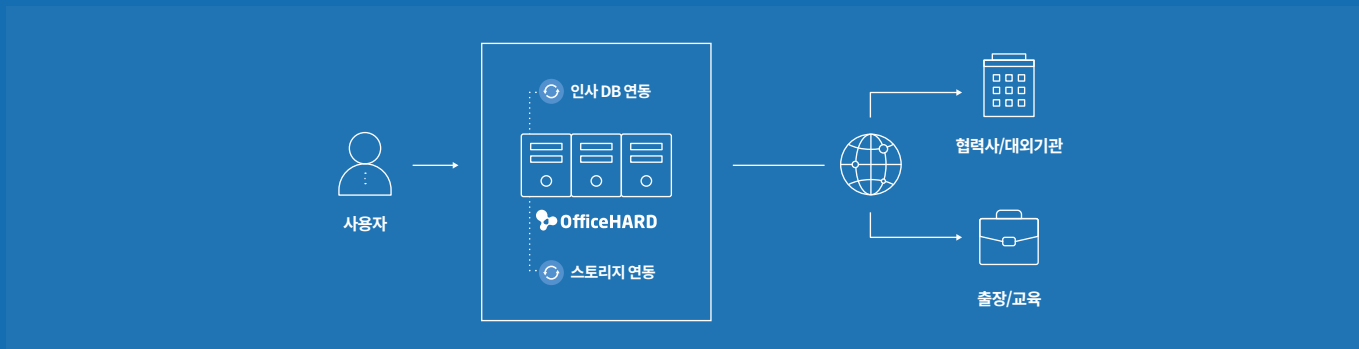 사용자
인사 DB 연동
OfficeHARD
스토리지 연동
협력사/대외기관
출장/교육